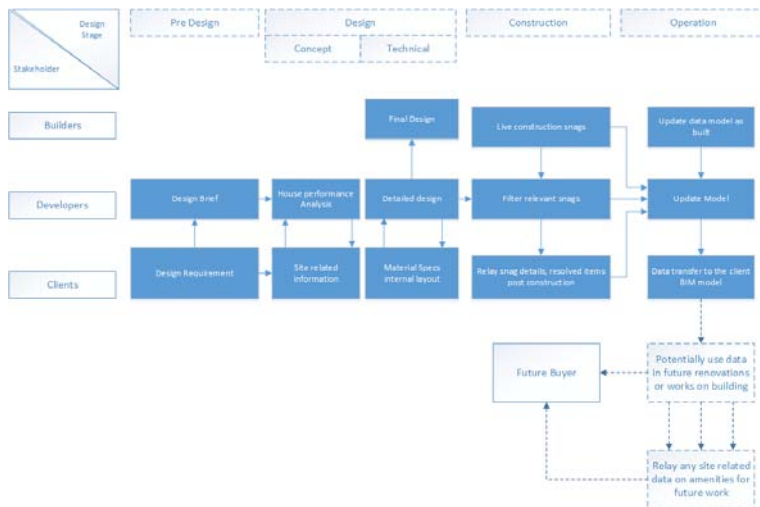 Design
Stage
Stakeholder
Pre Design
Design
Concept
Technical
Construction
Operation
Builders
Final Design
Live construction snags
Update data model as
built
Developers
Design Brief
House performance
Analysis
Detailed design
Filter relevant snags
Update Model
Clients
Design Requirement
Site related
information
Material Specs
internal layout
Relay snag details, resolved items
post construction
Data transfer to the client
BIM model
Future Buyer
Potentially use data
in future renovations
or works on building
Relay any site related
data on amenities for
future work